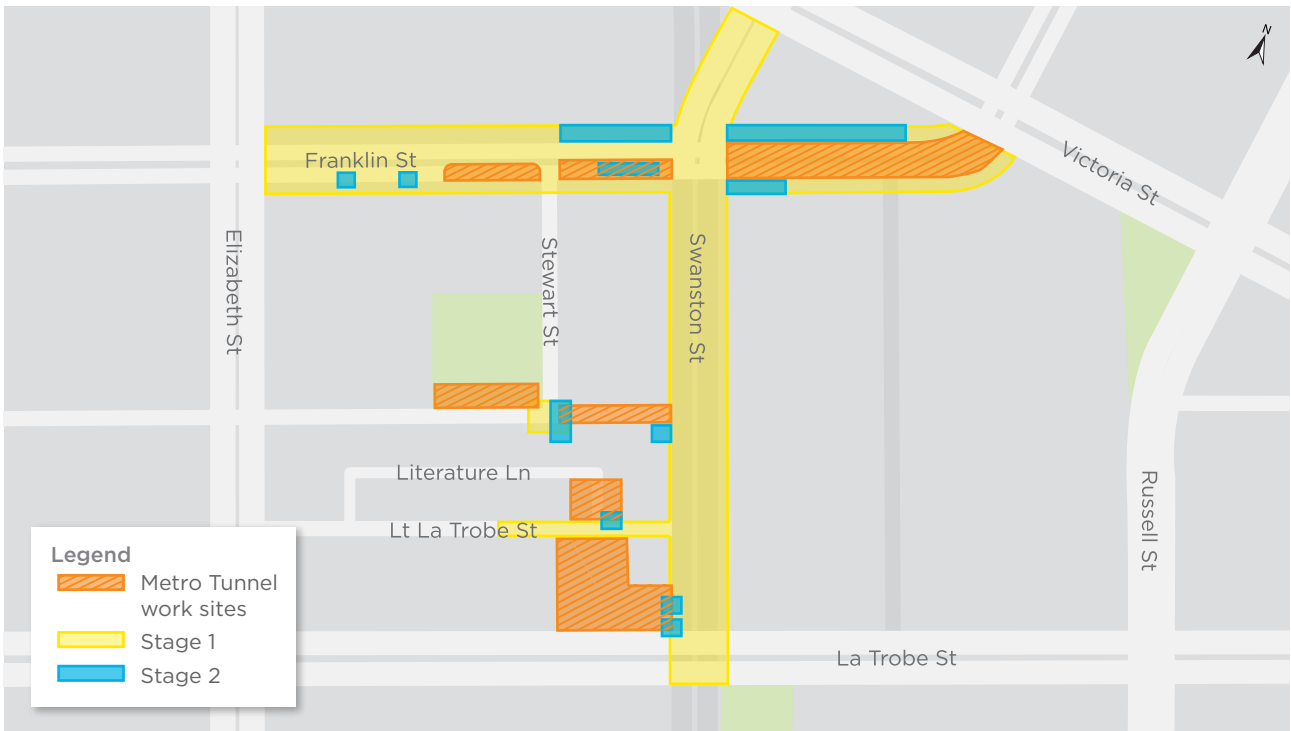 N
Franklin St
Victoria St
Elizabeth St
Stewart St
Swanston St
Literature Ln
Lt La Trobe St
Russell St
La Trobe St
Legend
Metro Tunnel
work sites
Stage 1
Stage 2